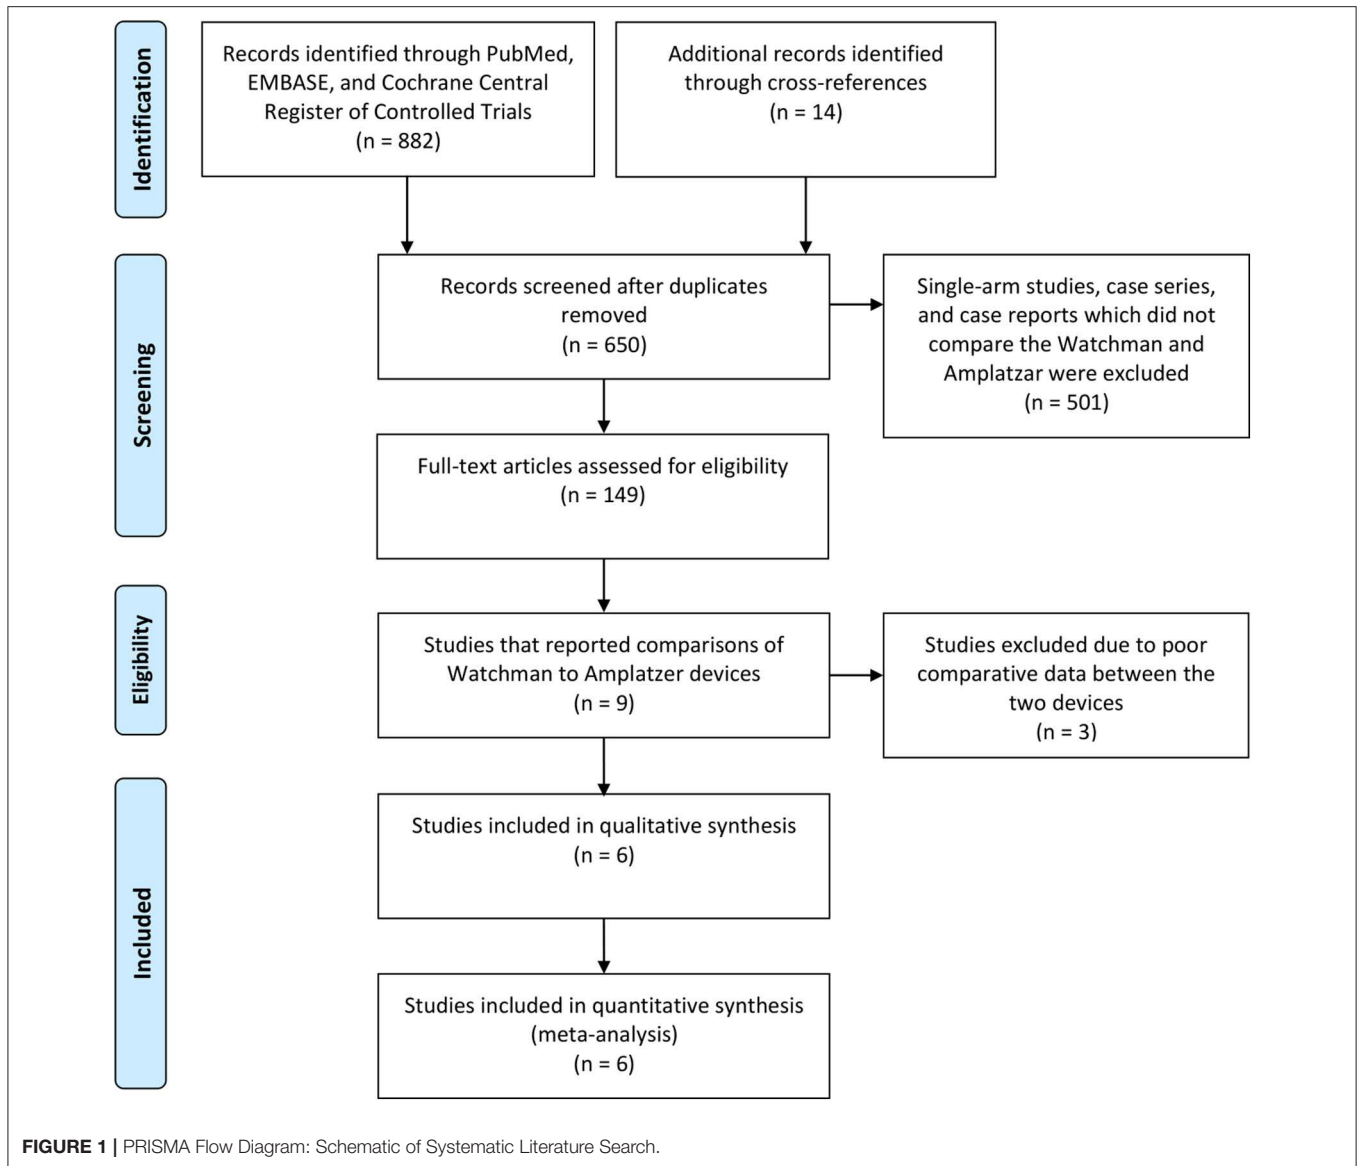 Identification
Records identified through PubMed,
EMBASE, and Cochrane Central
Register of Controlled Trials
(n = 882)
Additional records identified
through cross-references
(n = 14)
Screening
Records screened after duplicates
removed
(n = 650)
Single-arm studies, case series,
and case reports which did not
compare the Watchman and
Amplatzar were excluded
(n = 501)
Full-text articles assessed for eligibility
(n = 149)
Eligibility
Studies that reported comparisons of
Watchman to Amplatzer devices
(n = 9)
Studies excluded due to poor
comparative data between the
two devices
(n = 3)
Included
Studies included in qualitative synthesis
(n = 6)
Studies included in quantitative synthesis
(meta-analysis)
(n = 6)
FIGURE 1 | PRISMA Flow Diagram: Schematic of Systematic Literature Search.